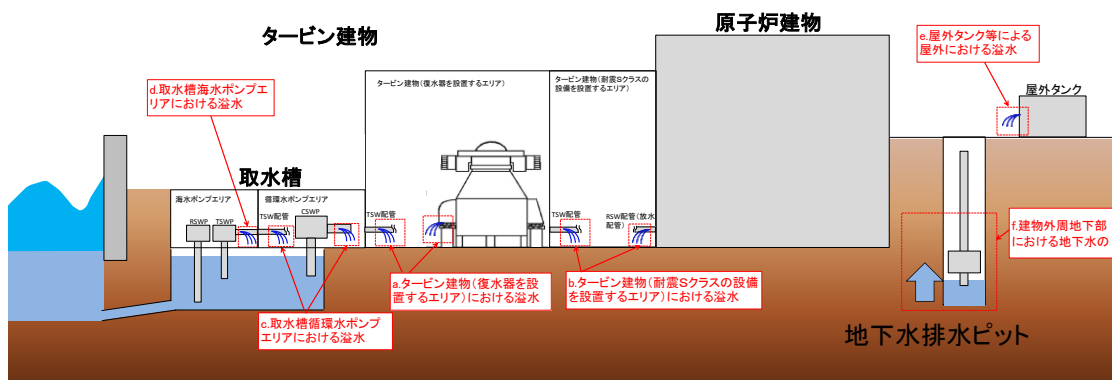 タービン建物
原子炉建物
e.屋外タンク等による
屋外における溢水
屋外タンク
タービン建物(復水器を設置するエリア)
タービン建物(耐震Sクラスの
設備を設置するエリア)
d.取水槽海水ポンプエ
リアにおける溢水
取水槽
海水ポンプエリア
循環水ポンプエリア
RSWP
TSWP
TSW配管
CSWP
TSW配管
TSW配管
RSW配管(放水
配管)
f.建物外周地下部
における地下水の
a.タービン建物(復水器を設
置するエリア)における溢水
b.タービン建物(耐震Sクラスの設備
を設置するエリア)における溢水
c.取水槽循環水ポンプ
エリアにおける溢水
地下水排水ピット